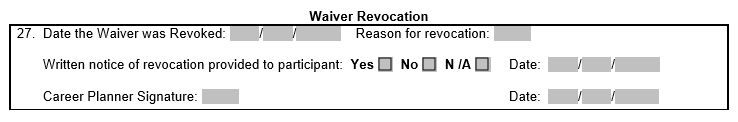 Waiver Revocation
27. Date the Waiver was Revoked: / / Reason for revocation:
Written notice of revocation provided to participant: Yes No N /A Date: / /
Career Planner Signature: Date: / /